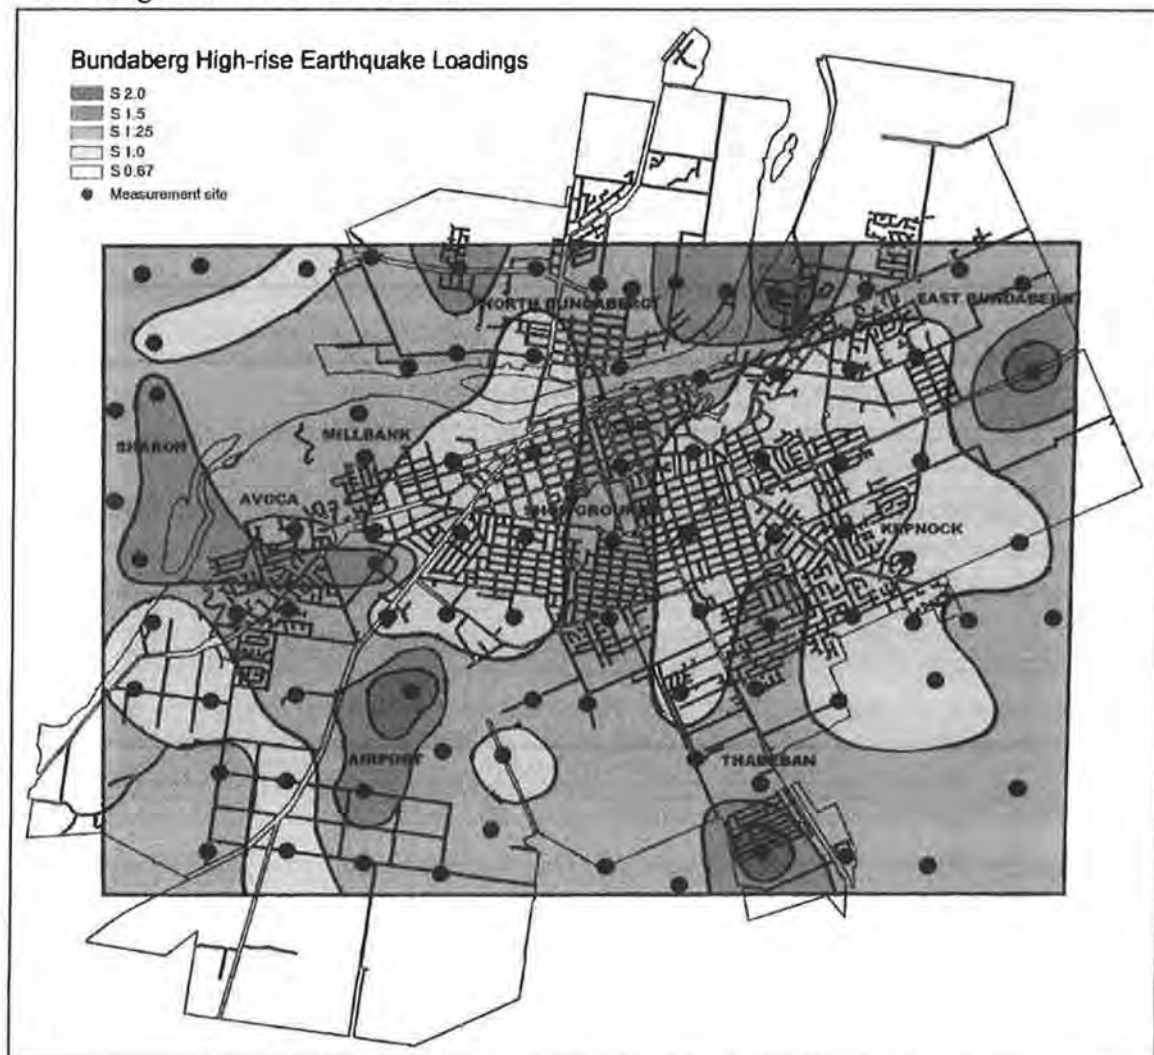 Bundaberg High-rise Earthquake Loadings
S 2.0
S 1.5
S 1.25
S 1.0
S 0.67
Measurement site
NORTH BUNDABERG
EAST BUNDABERG
SHARON
MILLBANK
AVOCA
SHOWGROUND
KEPNOCK
AIRPORT
THABEBAN